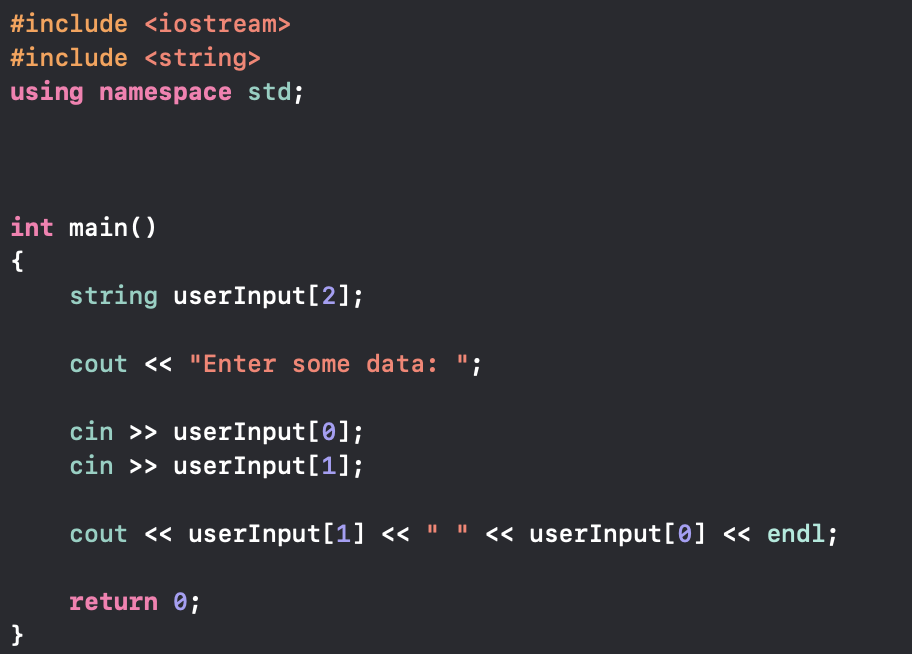 #include <iostream>
#include <string>
using namespace std;
int main()
{
    string userInput[2];
    cout << "Enter some data: ";
    cin >> userInput[0];
    cin >> userInput[1];
    cout << userInput[1] << " " << userInput[0] << endl;
    return 0;
}